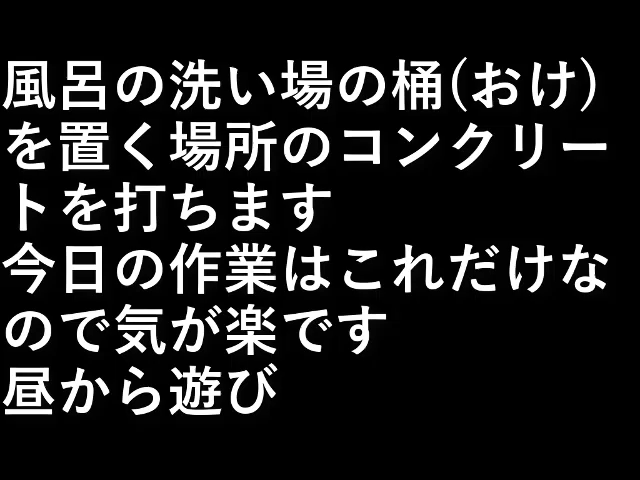 風呂の洗い場の桶(おけ)
を置く場所のコンクリー
トを打ちます
今日の作業はこれだけな
ので気が楽です
昼から遊び